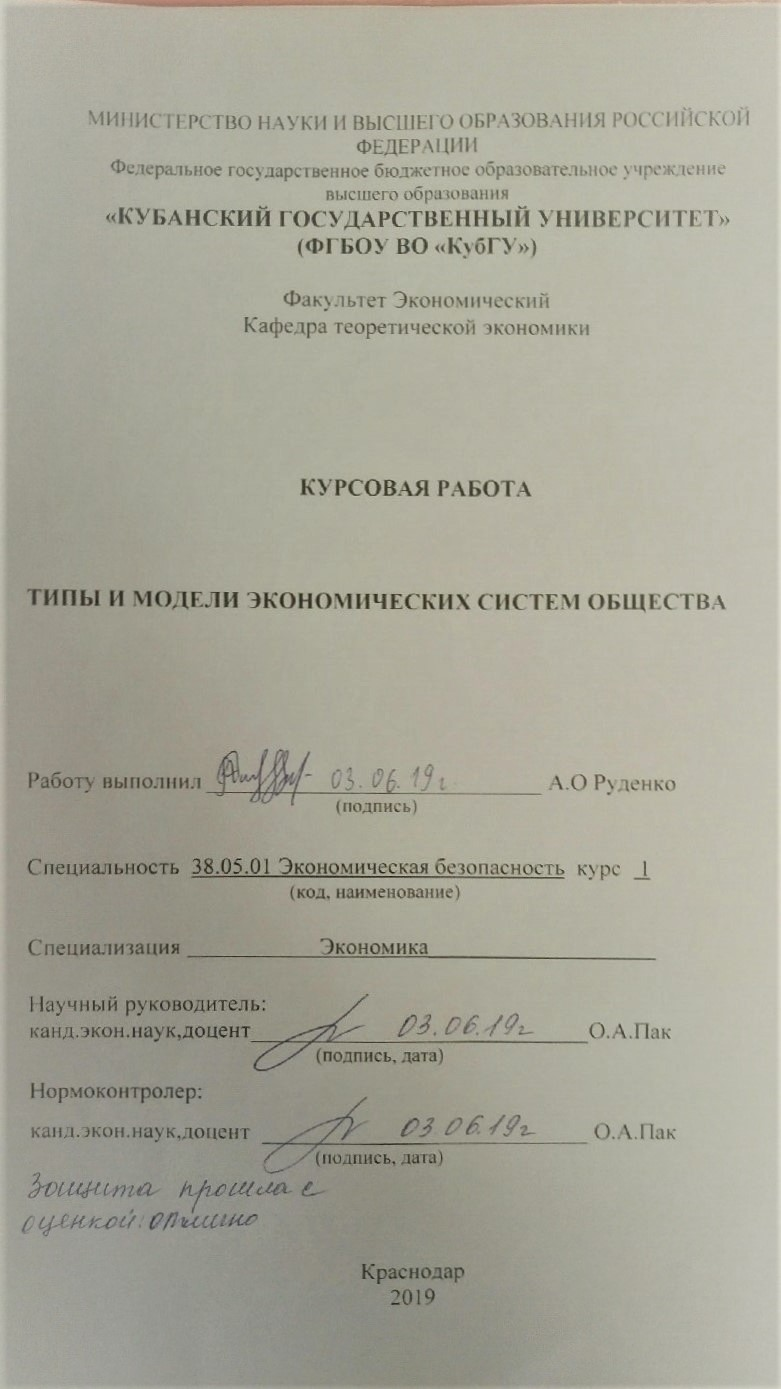 МИНИСТЕРСТВО НАУКИ И ВЫСШЕГО ОБРАЗОВАНИЯ РОССИЙСКОЙ
ФЕДЕРАЦИИ
Федеральное государственное бюджетное образовательное учреждение
высшего образования
«КУБАНСКИЙ ГОСУДАРСТВЕННЫЙ УНИВЕРСИТЕТ»
(ФГБОУ ВО «КубГУ»)
Факультет Экономический
Кафедра теоретической экономики
КУРСОВАЯ РАБОТА
ТИПЫ И МОДЕЛИ ЭКОНОМИЧЕСКИХ СИСТЕМ ОБЩЕСТВА
Работу выполнил 03.06.19г. А.О Руденко
(подпись)
Специальность 38.05.01 Экономическая безопасность курс 1
(код, наименование)
Специализация Экономика
Научный руководитель:
канд.экон.наук,доцент 03.06.19г О.А.Пак
(подпись, дата)
Нормоконтролер:
канд.экон.наук,доцент 03.06.19г О.А.Пак
(подпись, дата)
Защита прошла с
оценкой: отлично
Краснодар
2019